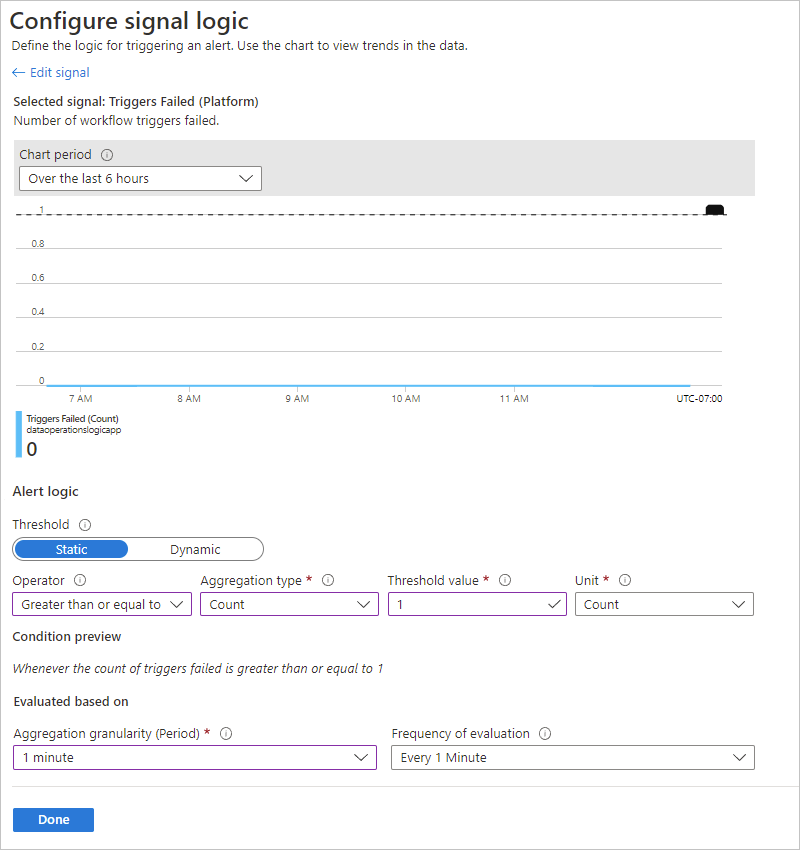 Configure signal logic
Define the logic for triggering an alert. Use the chart to view trends in the data.
← Edit signal
Selected signal: Triggers Failed (Platform)
Number of workflow triggers failed.
Chart period
Over the last 6 hours
1
0.8
0.6
0.4
0.2
0
7 AM 8 AM 9 AM 10 AM 11 AM UTC-07:00
Triggers Failed (Count)
dataoperationslogicapp
0
Alert logic
Threshold
Static Dynamic
Operator Aggregation type * Threshold value * Unit *
Greater than or equal to Count 1 Count
Condition preview
Whenever the count of triggers failed is greater than or equal to 1
Evaluated based on
Aggregation granularity (Period) * Frequency of evaluation
1 minute Every 1 Minute
Done